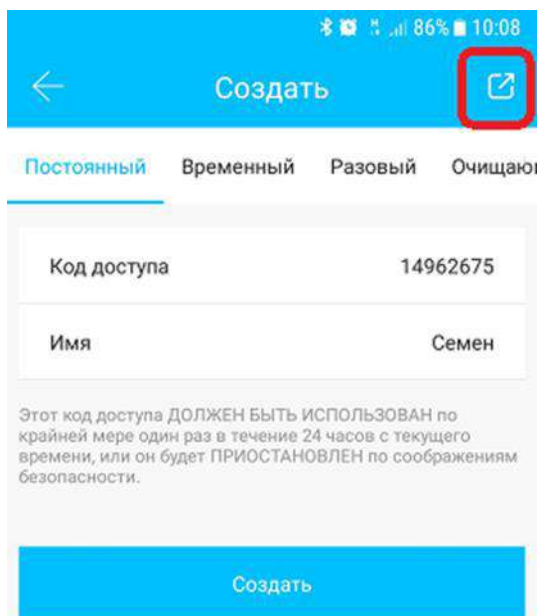 86% 10:08
Создать
Постоянный Временный Разовый Очищаю
Код доступа 14962675
Имя Семен
Этот код доступа ДОЛЖЕН БЫТЬ ИСПОЛЬЗОВАН по
крайней мере один раз в течение 24 часов с текущего
времени, или он будет ПРИОСТАНОВЛЕН по соображениям
безопасности.
Создать